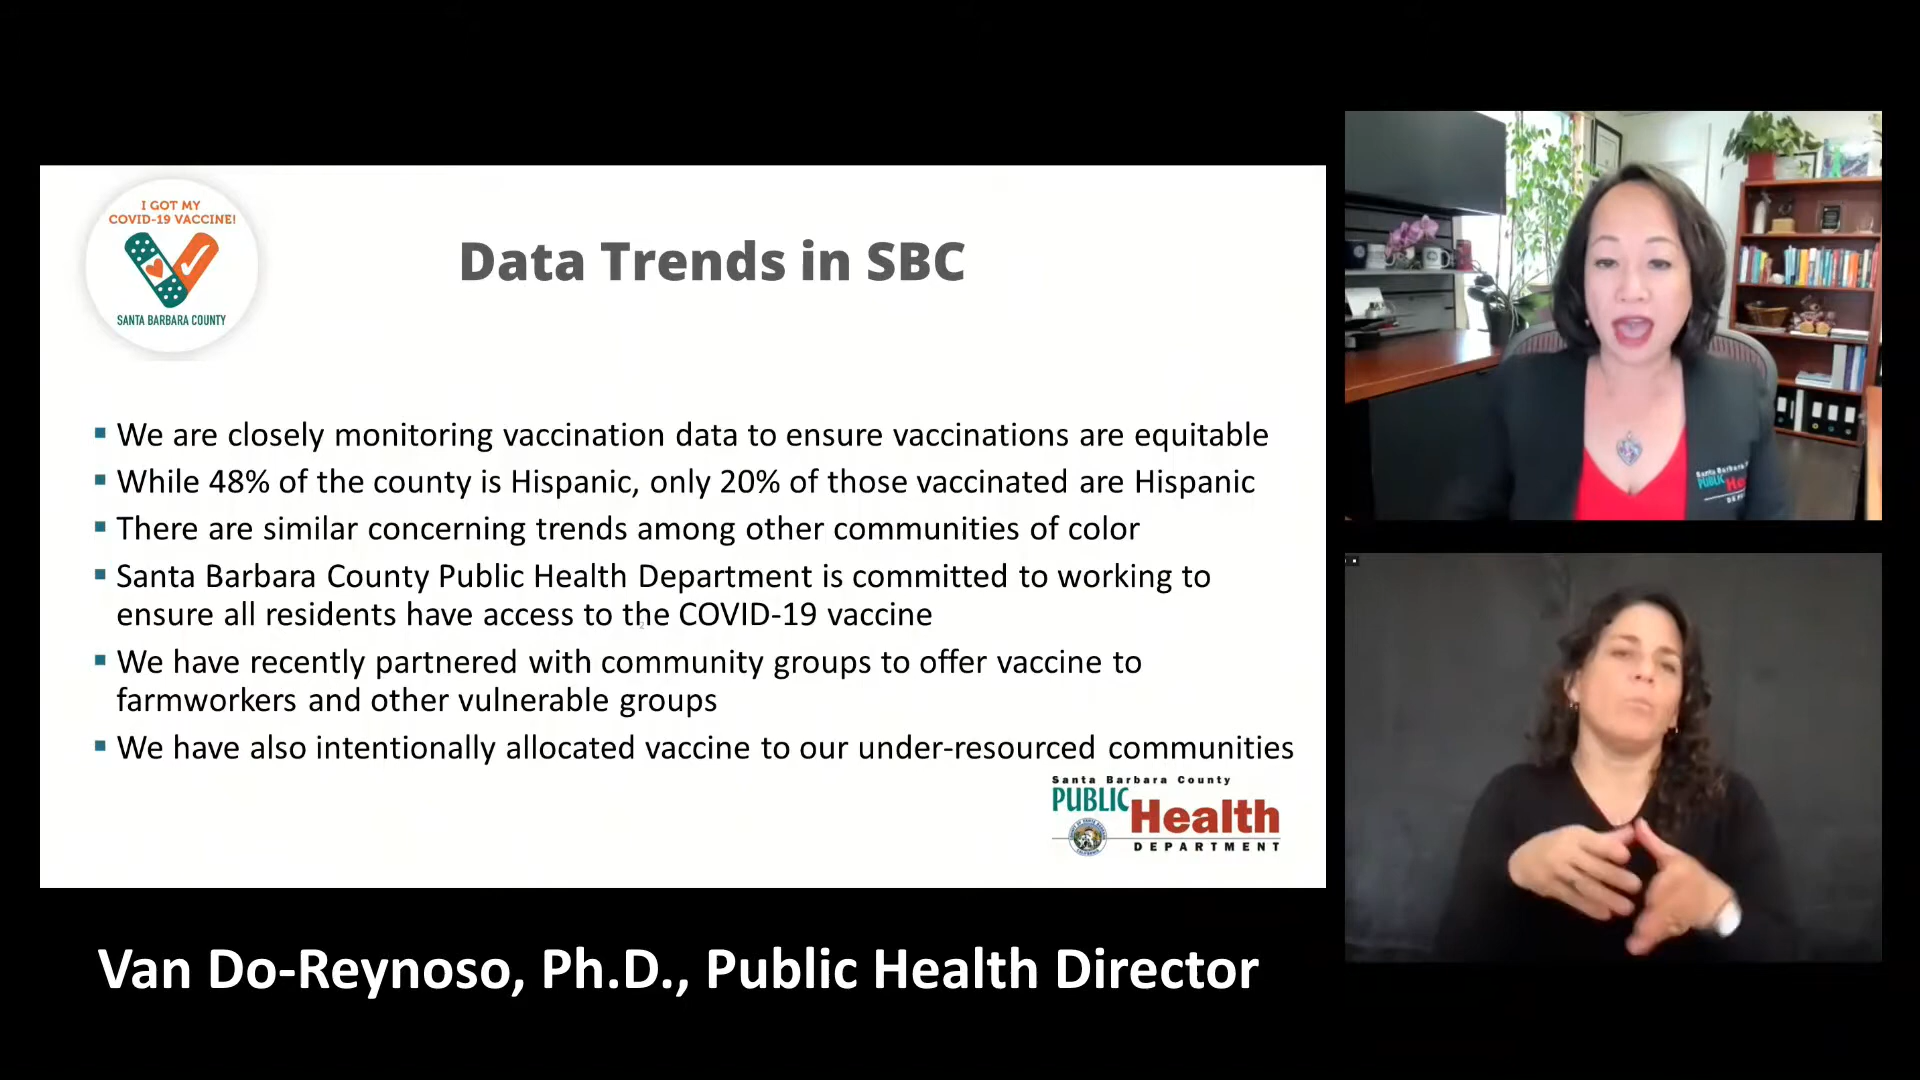 I GOT MY
COVID-19 VACCINE!
SANTA BARBARA COUNTY
Data Trends in SBC
We are closely monitoring vaccination data to ensure vaccinations are equitable
While 48% of the county is Hispanic, only 20% of those vaccinated are Hispanic
There are similar concerning trends among other communities of color
Santa Barbara County Public Health Department is committed to working to
ensure all residents have access to the COVID-19 vaccine
We have recently partnered with community groups to offer vaccine to
farmworkers and other vulnerable groups
We have also intentionally allocated vaccine to our under-resourced communities
Santa Barbara County
PUBLIC Health
DEPARTMENT
Santa Barbara
PUBLIC
Van Do-Reynoso, Ph.D., Public Health Director